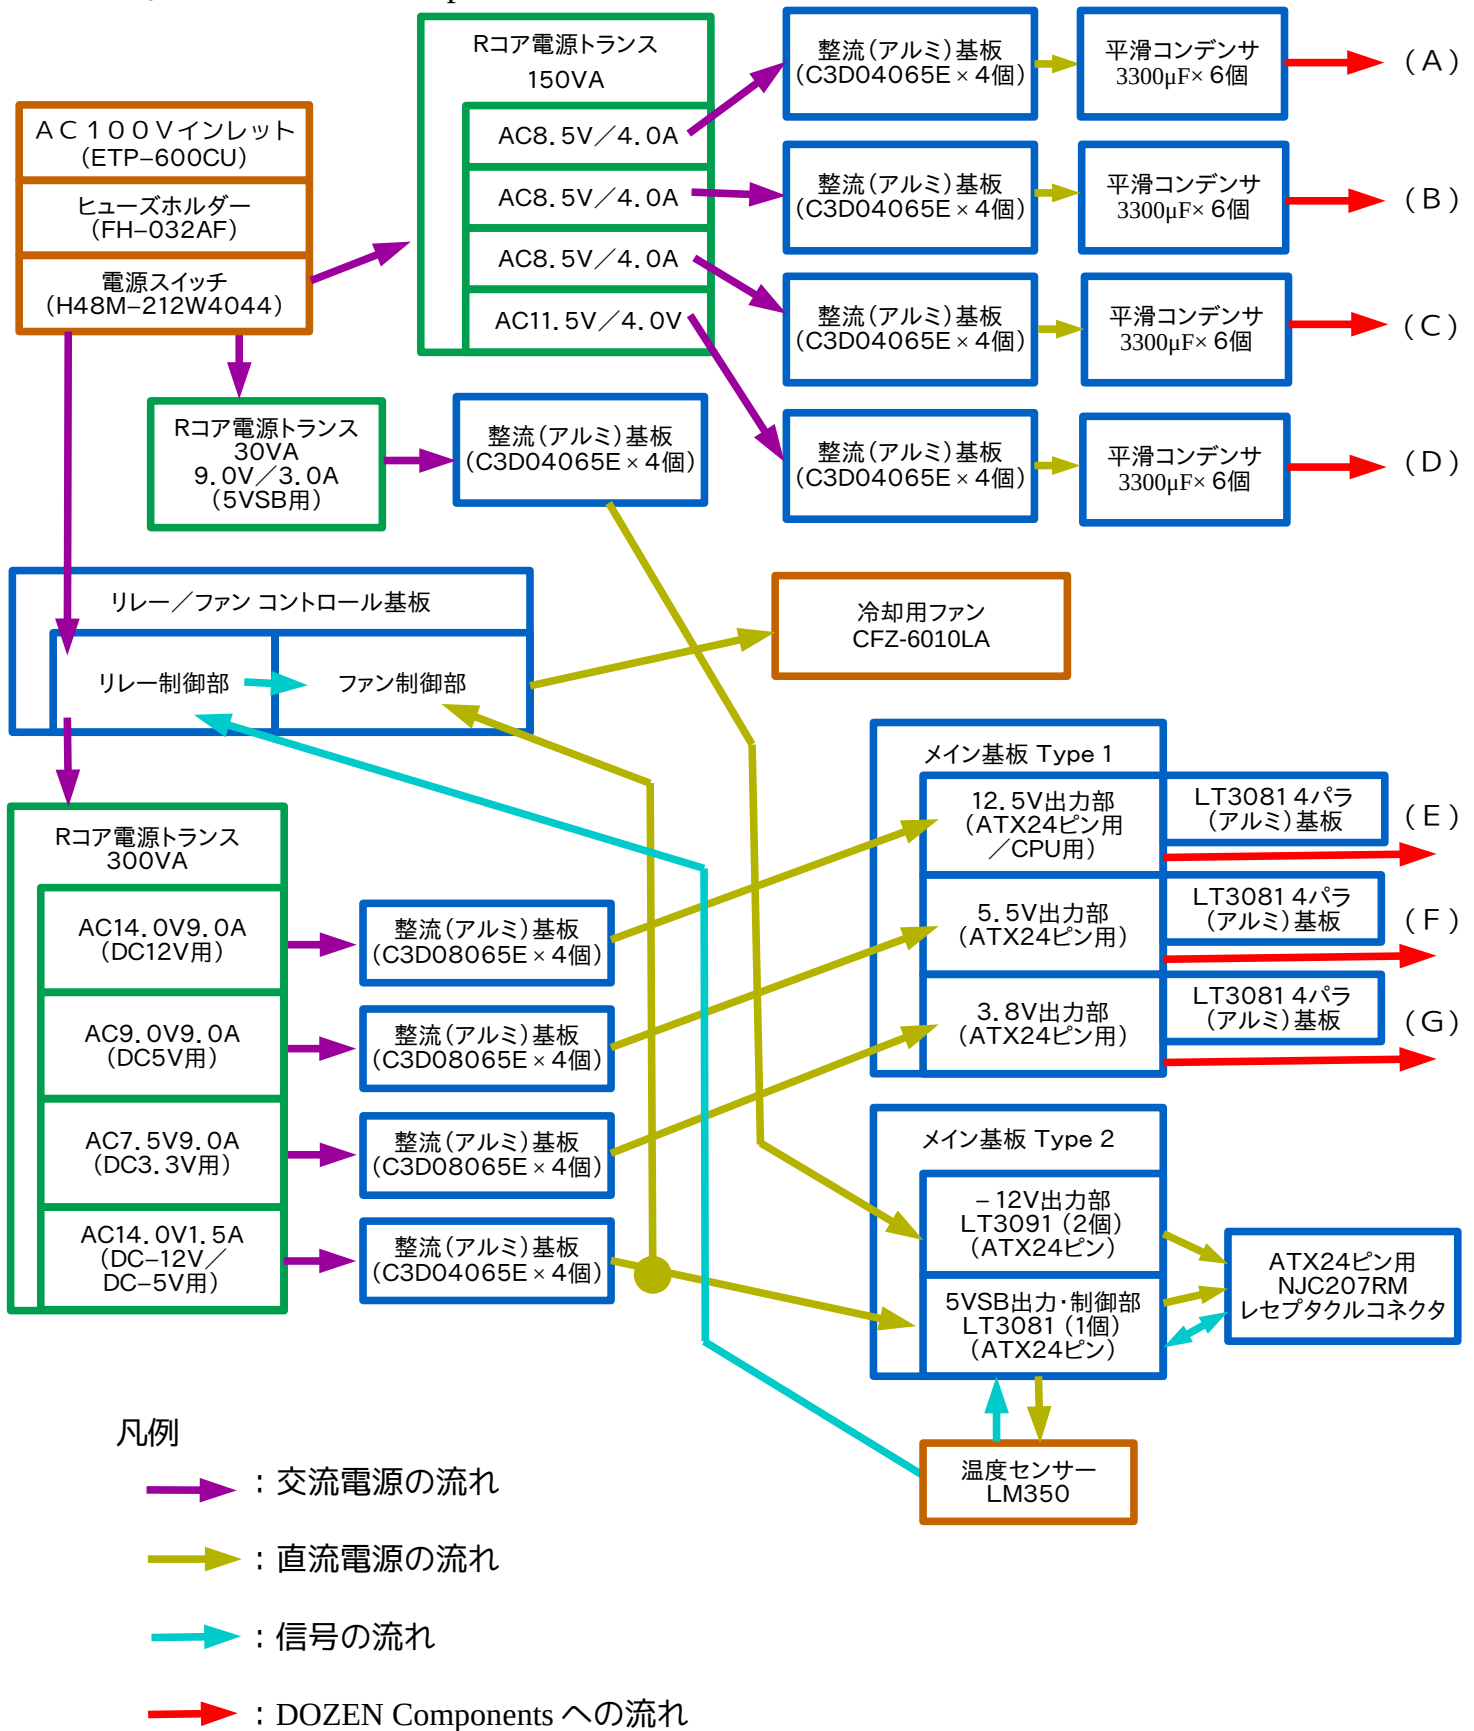 Rコア電源トランス
150VA
AC8.5V／4.0A
AC8.5V／4.0A
AC8.5V／4.0A
AC11.5V／4.0V
整流(アルミ)基板
(C3D04065E×4個)
平滑コンデンサ
3300μF×6個
(A)
整流(アルミ)基板
(C3D04065E×4個)
平滑コンデンサ
3300μF×6個
(B)
整流(アルミ)基板
(C3D04065E×4個)
平滑コンデンサ
3300μF×6個
(C)
整流(アルミ)基板
(C3D04065E×4個)
平滑コンデンサ
3300μF×6個
(D)
ＡＣ１００Ｖインレット
(ETP−600CU)
ヒューズホルダー
(FH−032AF)
電源スイッチ
(H48M−212W4044)
Rコア電源トランス
30VA
9.0V／3.0A
(5VSB用)
整流(アルミ)基板
(C3D04065E×4個)
リレー／ファン コントロール基板
リレー制御部
ファン制御部
冷却用ファン
CFZ-6010LA
Rコア電源トランス
300VA
AC14.0V9.0A
(DC12V用)
AC9.0V9.0A
(DC5V用)
AC7.5V9.0A
(DC3.3V用)
AC14.0V1.5A
(DC−12V／
DC−5V用)
整流(アルミ)基板
(C3D08065E×4個)
整流(アルミ)基板
(C3D08065E×4個)
整流(アルミ)基板
(C3D08065E×4個)
整流(アルミ)基板
(C3D04065E×4個)
メイン基板 Type 1
12.5V出力部
(ATX24ピン用
／CPU用)
LT3081 4パラ
(アルミ)基板
(E)
5.5V出力部
(ATX24ピン用)
LT3081 4パラ
(アルミ)基板
(F)
3.8V出力部
(ATX24ピン用)
LT3081 4パラ
(アルミ)基板
(G)
メイン基板 Type 2
−12V出力部
LT3091 (2個)
(ATX24ピン)
5VSB出力・制御部
LT3081 (1個)
(ATX24ピン)
ATX24ピン用
NJC207RM
レセプタクルコネクタ
温度センサー
LM350
凡例
：交流電源の流れ
：直流電源の流れ
：信号の流れ
：DOZEN Components への流れ